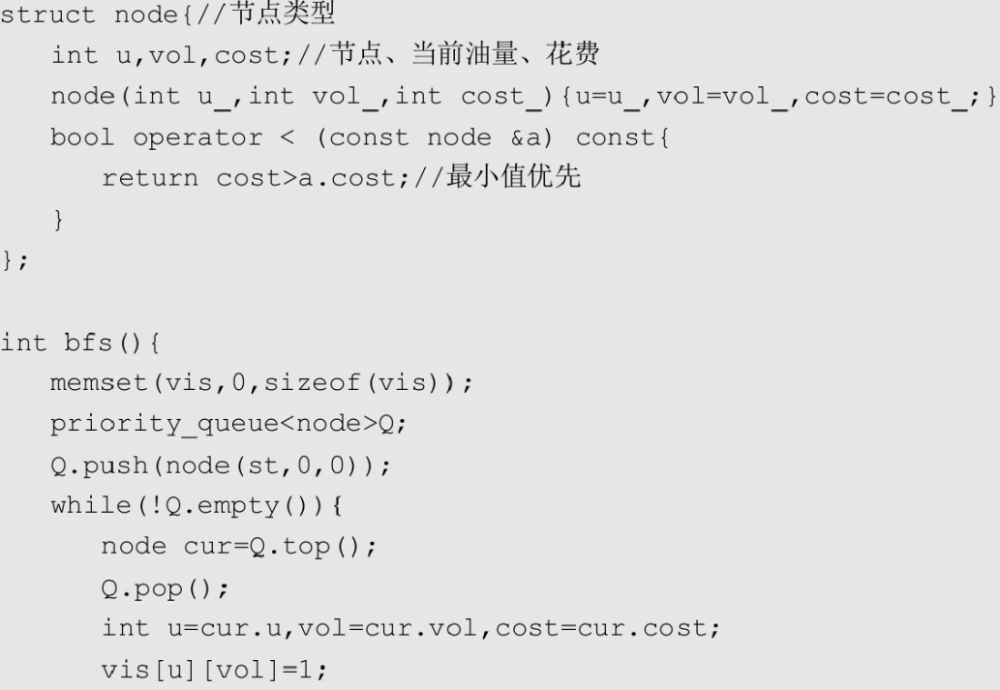 struct node{//节点类型
int u,vol,cost;//节点、当前油量、花费
node(int u_,int vol_,int cost_){u=u_,vol=vol_,cost=cost_;}
bool operator < (const node &a) const{
return cost>a.cost;//最小值优先
}
};
int bfs(){
memset(vis,0,sizeof(vis));
priority_queue<node>Q;
Q.push(node(st,0,0));
while(!Q.empty()){
node cur=Q.top();
Q.pop();
int u=cur.u,vol=cur.vol,cost=cur.cost;
vis[u][vol]=1;